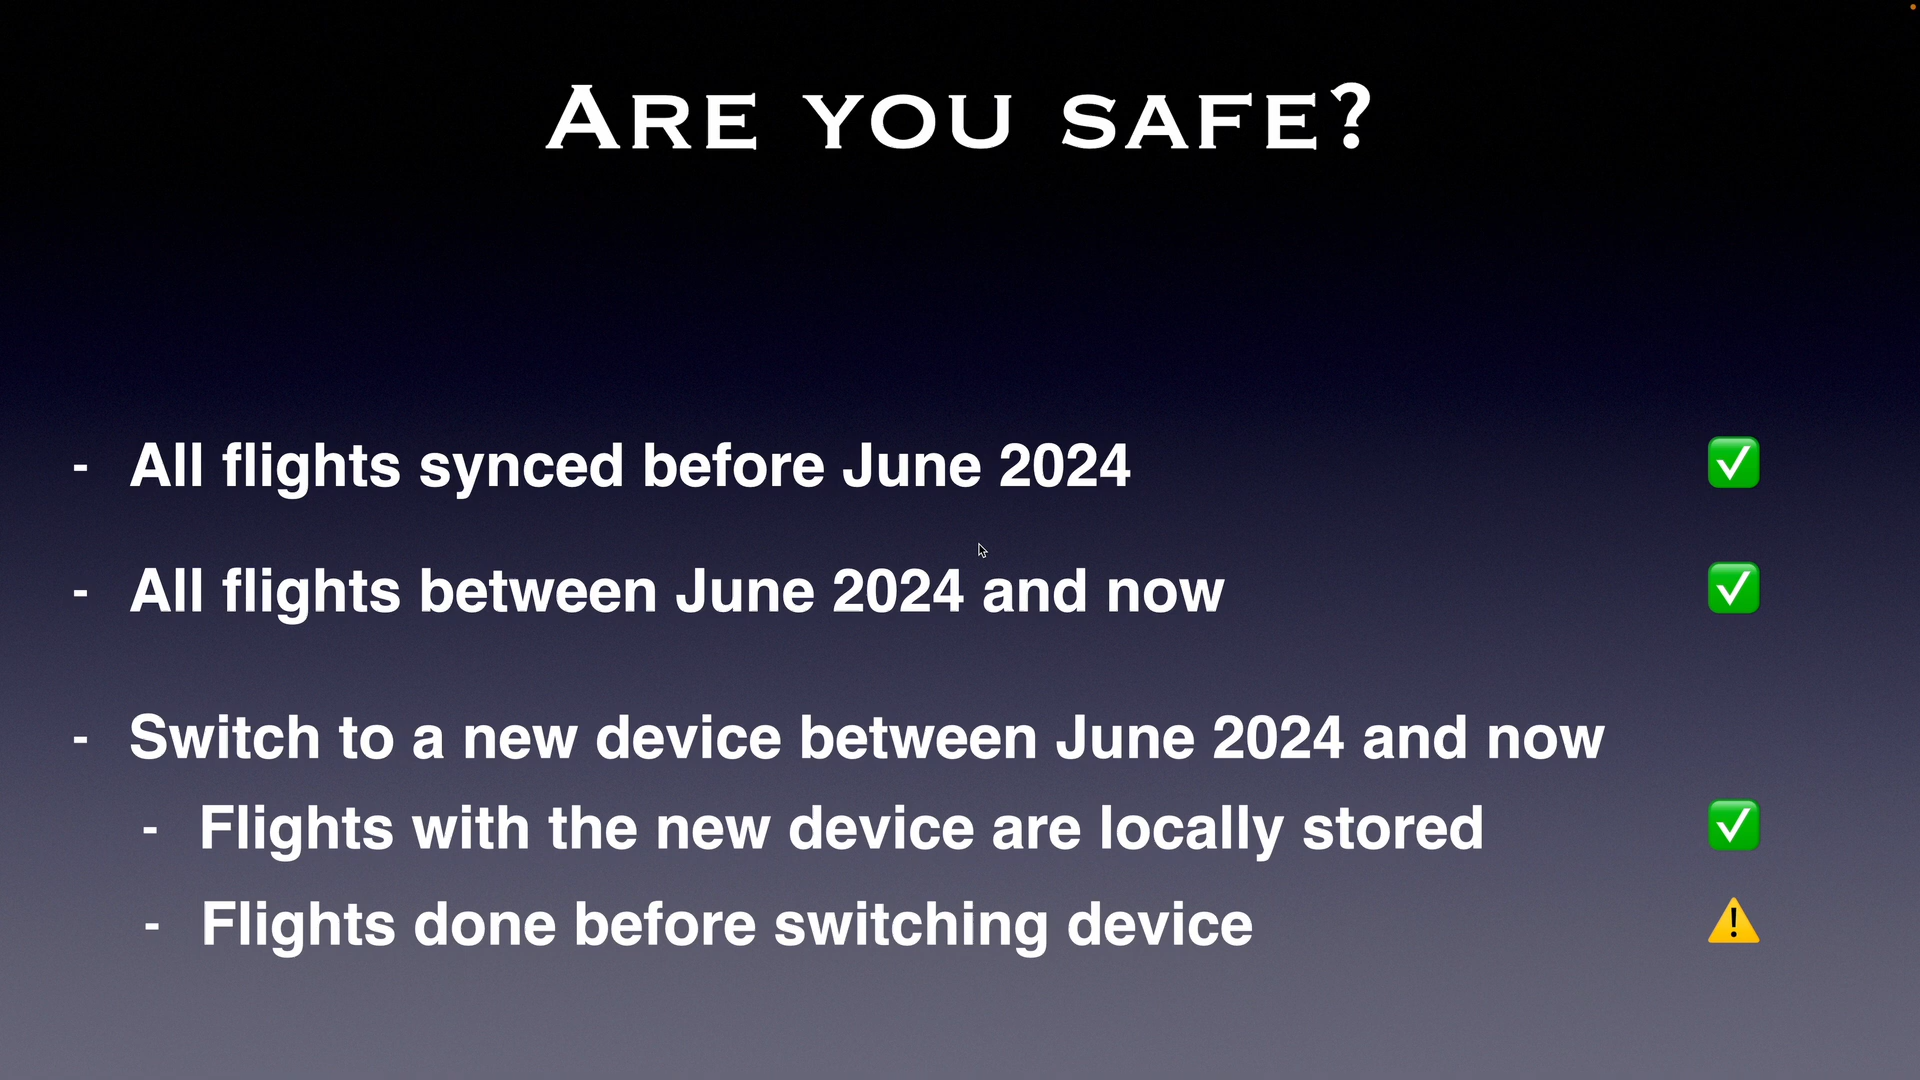 Are you safe?
- All flights synced before June 2024 ✅
- All flights between June 2024 and now ✅
- Switch to a new device between June 2024 and now
- Flights with the new device are locally stored ✅
- Flights done before switching device ⚠️